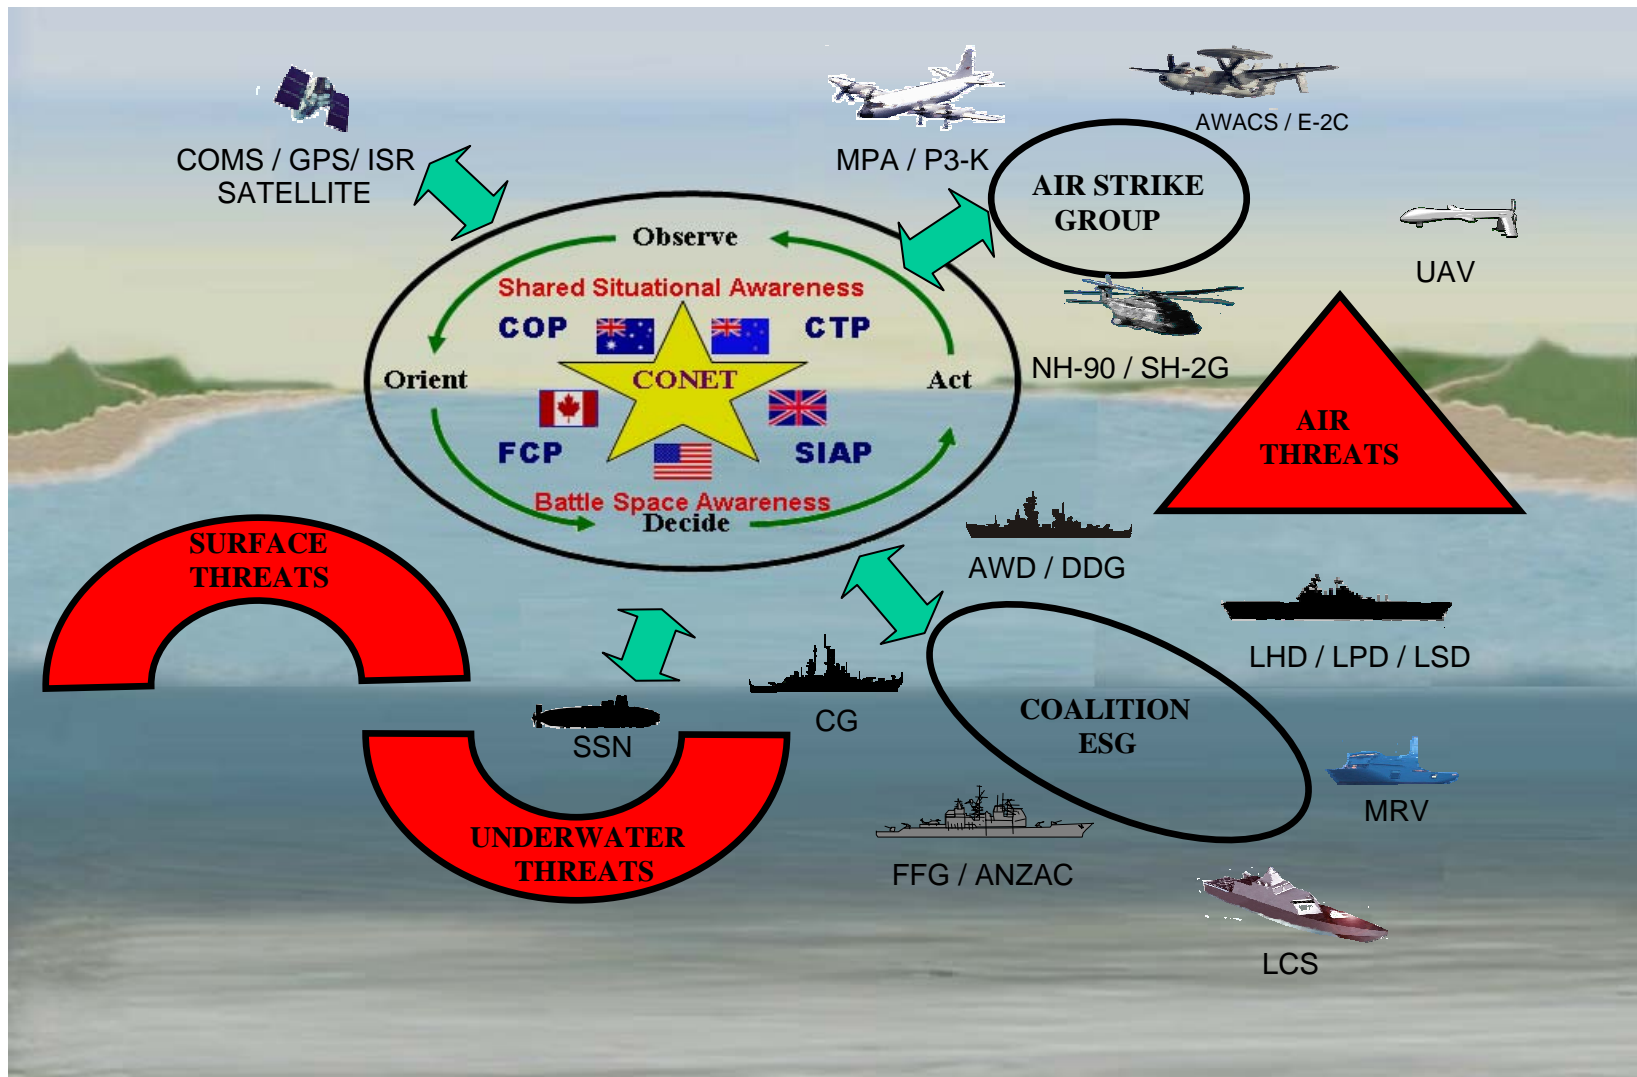 COMS / GPS/ ISR
SATELLITE
MPA / P3-K
AWACS / E-2C
AIR STRIKE
GROUP
UAV
NH-90 / SH-2G
Observe
Shared Situational Awareness
COP
CTP
Orient
CONET
Act
FCP
SIAP
Battle Space Awareness
Decide
AIR
THREATS
SURFACE
THREATS
AWD / DDG
LHD / LPD / LSD
SSN
CG
COALITION
ESG
MRV
UNDERWATER
THREATS
FFG / ANZAC
LCS